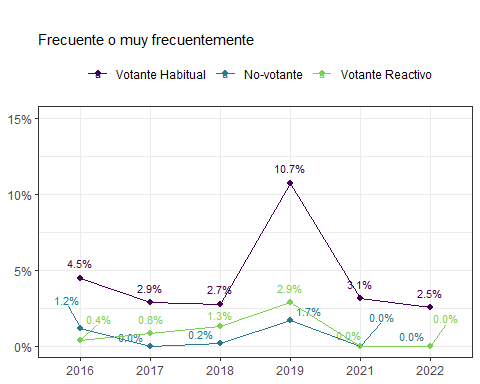 Frecuente o muy frecuentemente
Votante Habitual No-votante Votante Reactivo
15%
10.7%
10%
5%
4.5%
2.9% 2.7% 3.1% 2.5%
1.2% 0.4% 0.8% 1.3% 2.9% 1.7% 0.0% 0.0%
0.0% 0.2% 0.0% 0.0%
0%
2016 2017 2018 2019 2021 2022